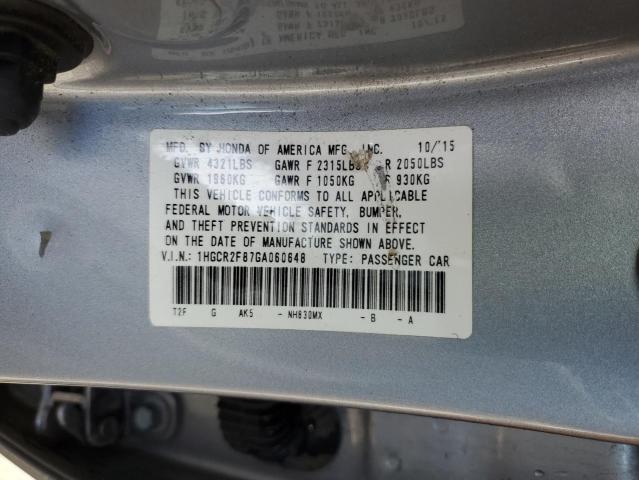 MFD. BY HONDA OF AMERICA MFG., INC. 10/'15
GVWR 4321LBS GAWR F 2315LBS R 2050LBS
GVWR 1960KG GAWR F 1050KG R 930KG
THIS VEHICLE CONFORMS TO ALL APPLICABLE
FEDERAL MOTOR VEHICLE SAFETY, BUMPER,
AND THEFT PREVENTION STANDARDS IN EFFECT
ON THE DATE OF MANUFACTURE SHOWN ABOVE.
V.I.N.: 1HGCR2F87GA060648 TYPE: PASSENGER CAR
T2F G AK5 - NH830MX - B - A